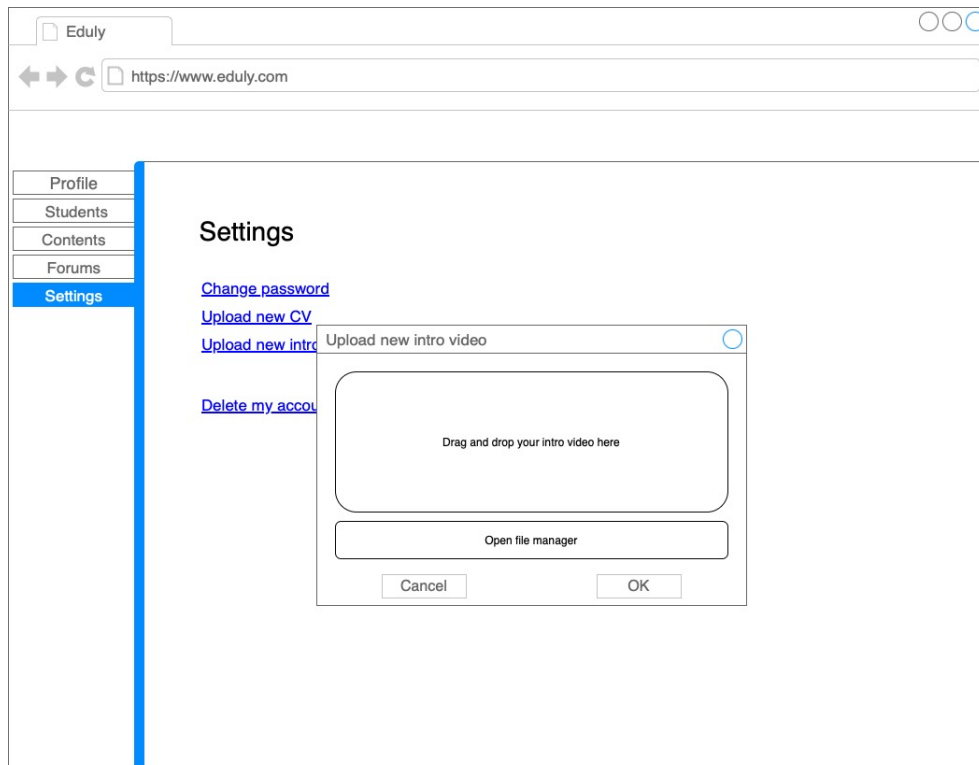 Eduly
https://www.eduly.com
Profile
Students
Contents
Forums
Settings
Settings
Change password
Upload new CV
Upload new intro
Delete my accou
Upload new intro video
Drag and drop your intro video here
Open file manager
Cancel
OK